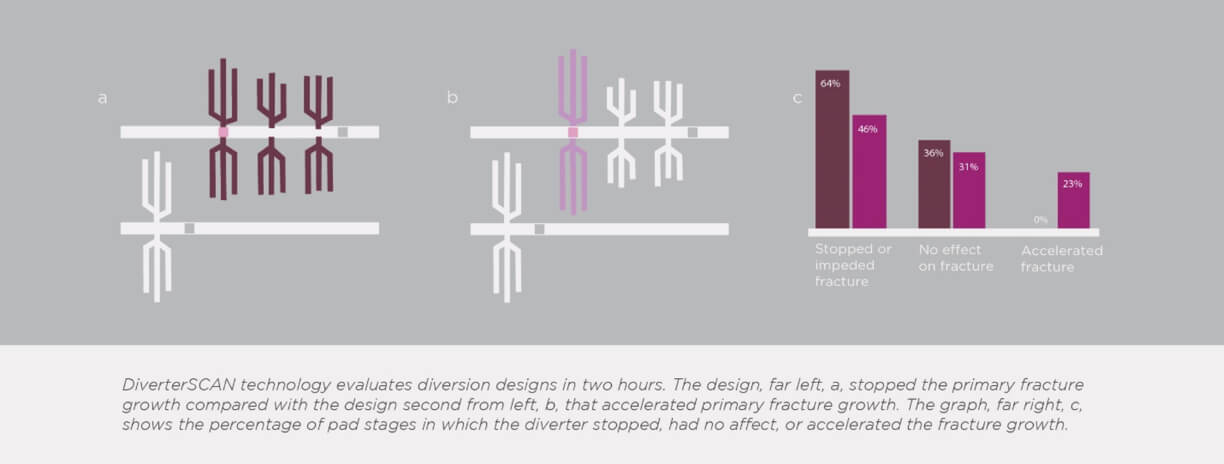 a
b
c
64%
46%
36%
31%
0%
23%
Stopped or
impeded
fracture
No effect
on fracture
Accelerated
fracture
DiverterSCAN technology evaluates diversion designs in two hours. The design, far left, a, stopped the primary fracture
growth compared with the design second from left, b, that accelerated primary fracture growth. The graph, far right, c,
shows the percentage of pad stages in which the diverter stopped, had no affect, or accelerated the fracture growth.